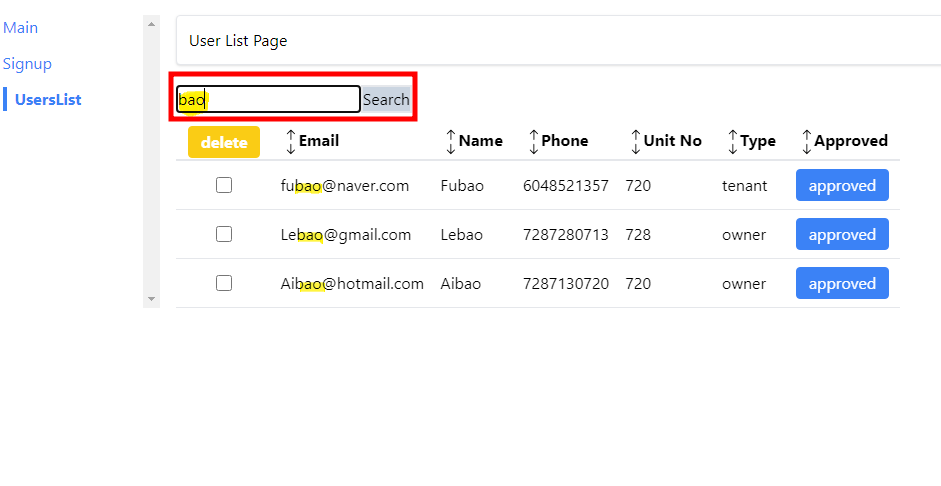 Main
Signup
UsersList
User List Page
bao Search
delete Email Name Phone Unit No Type Approved
fubao@naver.com Fubao 6048521357 720 tenant approved
Lebao@gmail.com Lebao 7287280713 728 owner approved
Aibao@hotmail.com Aibao 7287130720 720 owner approved